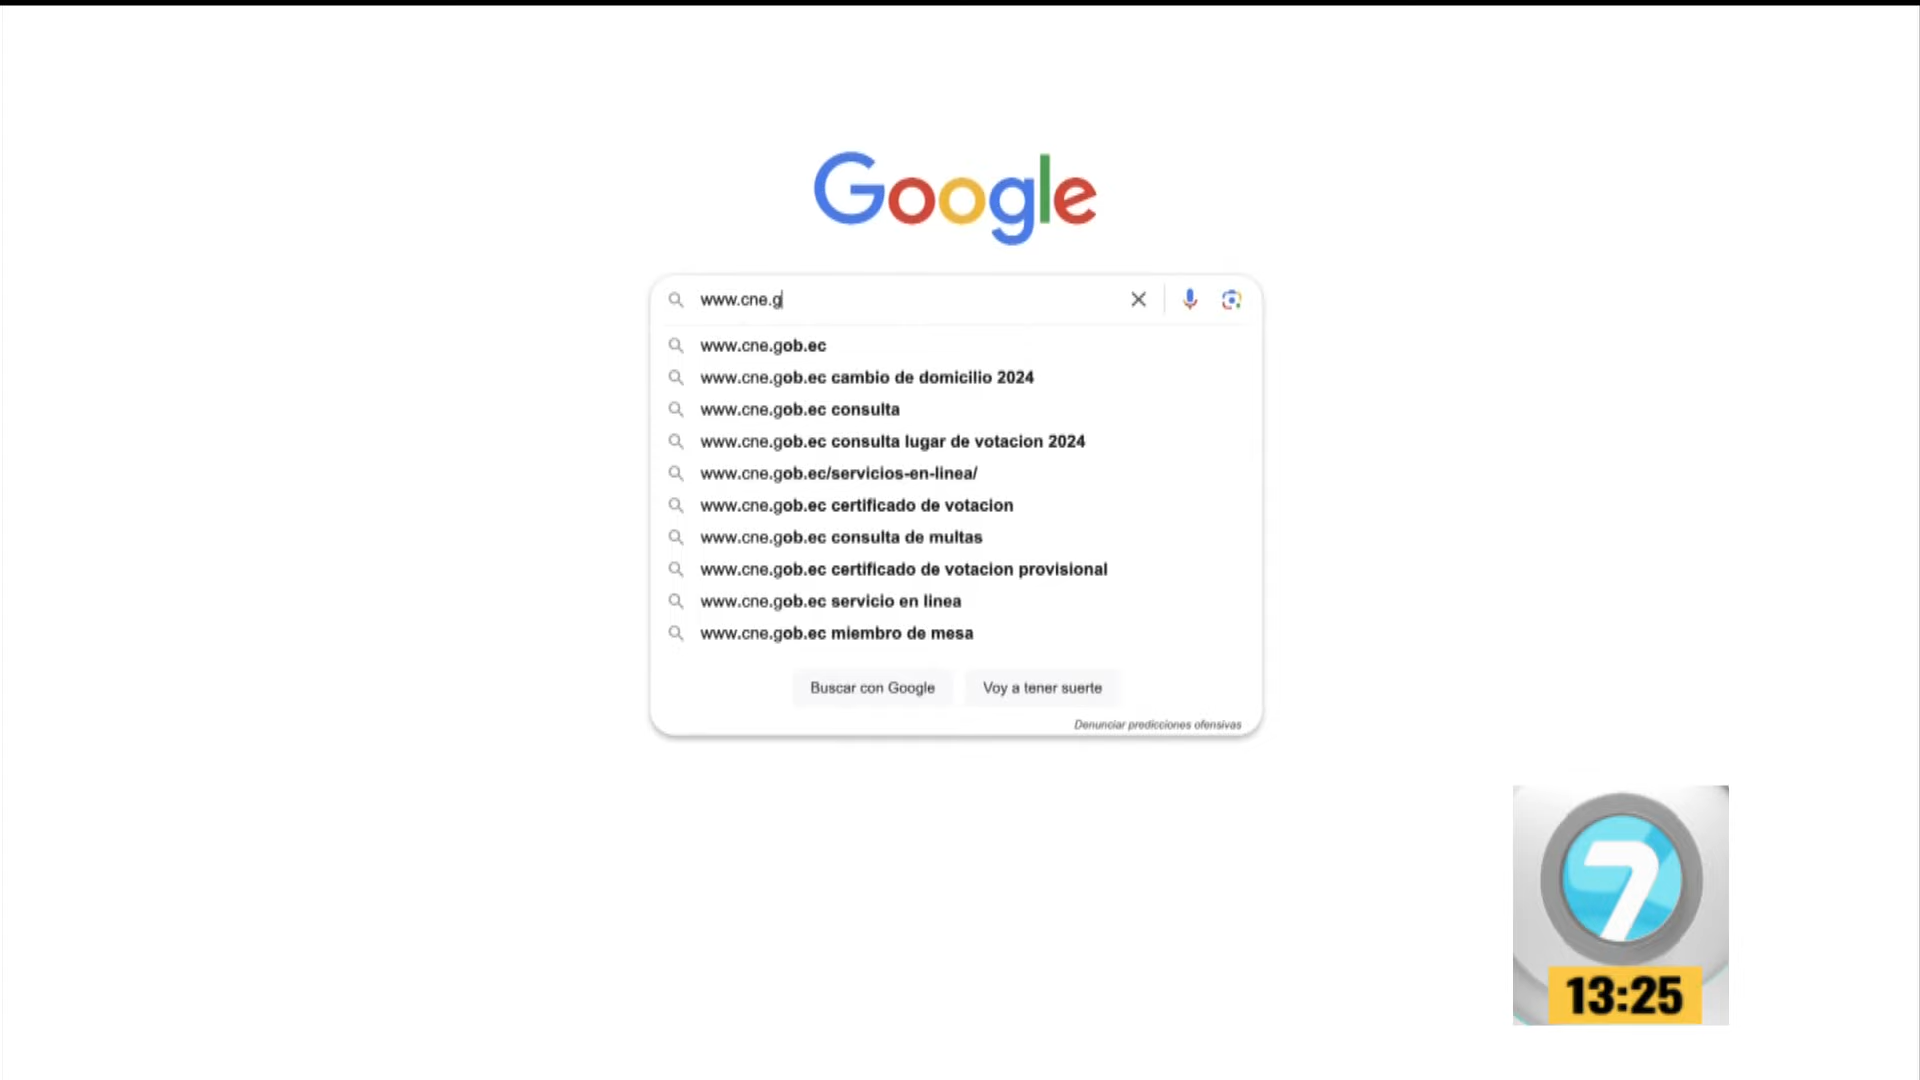 Google
www.cne.g
www.cne.gob.ec
www.cne.gob.ec cambio de domicilio 2024
www.cne.gob.ec consulta
www.cne.gob.ec consulta lugar de votacion 2024
www.cne.gob.ec/servicios-en-linea/
www.cne.gob.ec certificado de votacion
www.cne.gob.ec consulta de multas
www.cne.gob.ec certificado de votacion provisional
www.cne.gob.ec servicio en linea
www.cne.gob.ec miembro de mesa
Buscar con Google Voy a tener suerte
Denunciar predicciones ofensivas
7
13:25